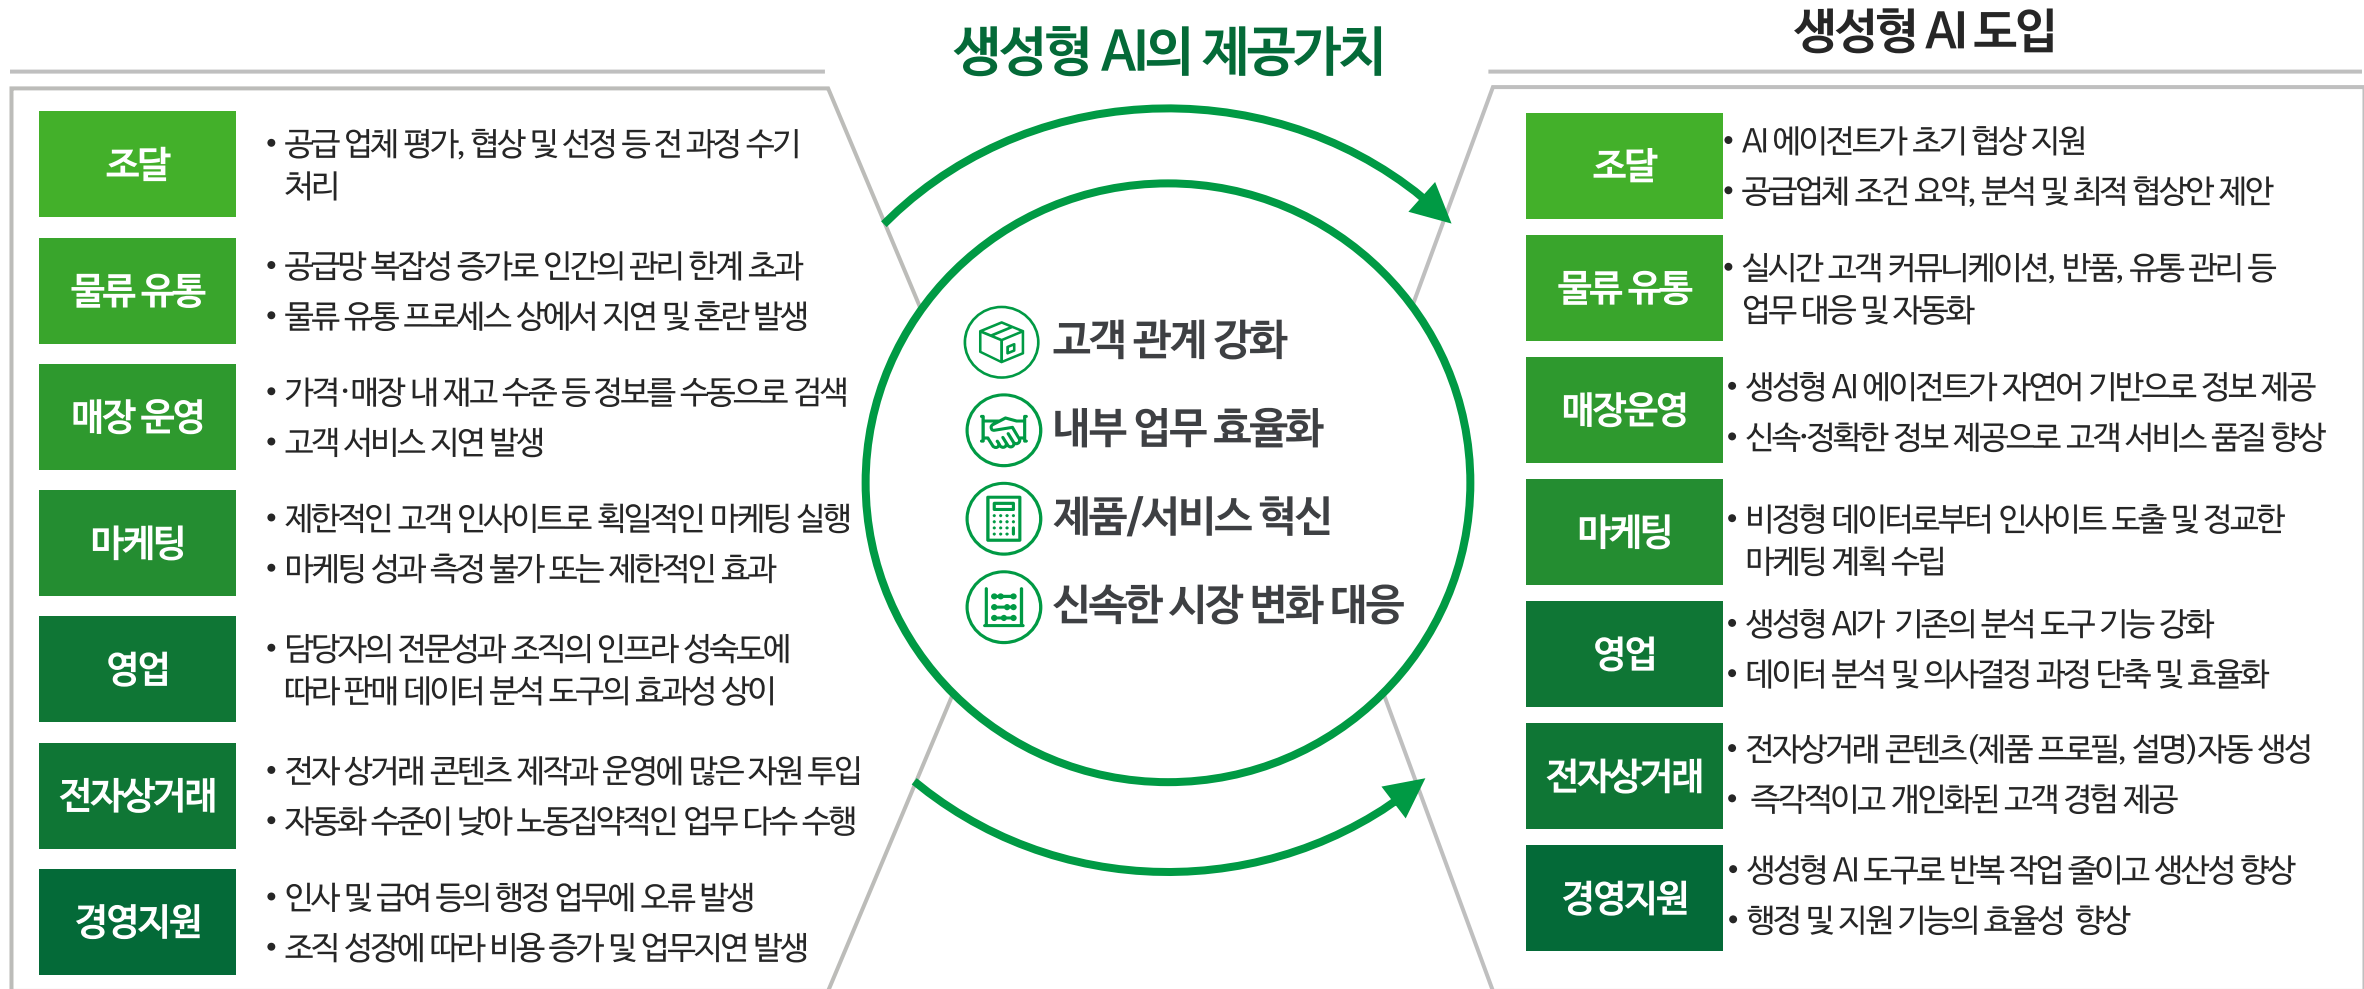 생성형 AI의 제공가치
생성형 AI 도입
조달
• 공급 업체 평가, 협상 및 선정 등 전 과정 수기
처리
물류 유통
• 공급망 복잡성 증가로 인간의 관리 한계 초과
• 물류 유통 프로세스 상에서 지연 및 혼란 발생
매장 운영
• 가격·매장 내 재고 수준 등 정보를 수동으로 검색
• 고객 서비스 지연 발생
마케팅
• 제한적인 고객 인사이트로 획일적인 마케팅 실행
• 마케팅 성과 측정 불가 또는 제한적인 효과
영업
• 담당자의 전문성과 조직의 인프라 성숙도에
따라 판매 데이터 분석 도구의 효과성 상이
전자상거래
• 전자 상거래 콘텐츠 제작과 운영에 많은 자원 투입
• 자동화 수준이 낮아 노동집약적인 업무 다수 수행
경영지원
• 인사 및 급여 등의 행정 업무에 오류 발생
• 조직 성장에 따라 비용 증가 및 업무지연 발생
고객 관계 강화
내부 업무 효율화
제품/서비스 혁신
신속한 시장 변화 대응
조달
• AI 에이전트가 초기 협상 지원
• 공급업체 조건 요약, 분석 및 최적 협상안 제안
물류 유통
• 실시간 고객 커뮤니케이션, 반품, 유통 관리 등
업무 대응 및 자동화
매장운영
• 생성형 AI 에이전트가 자연어 기반으로 정보 제공
• 신속·정확한 정보 제공으로 고객 서비스 품질 향상
마케팅
• 비정형 데이터로부터 인사이트 도출 및 정교한
마케팅 계획 수립
영업
• 생성형 AI가 기존의 분석 도구 기능 강화
• 데이터 분석 및 의사결정 과정 단축 및 효율화
전자상거래
• 전자상거래 콘텐츠(제품 프로필, 설명)자동 생성
• 즉각적이고 개인화된 고객 경험 제공
경영지원
• 생성형 AI 도구로 반복 작업 줄이고 생산성 향상
• 행정 및 지원 기능의 효율성 향상